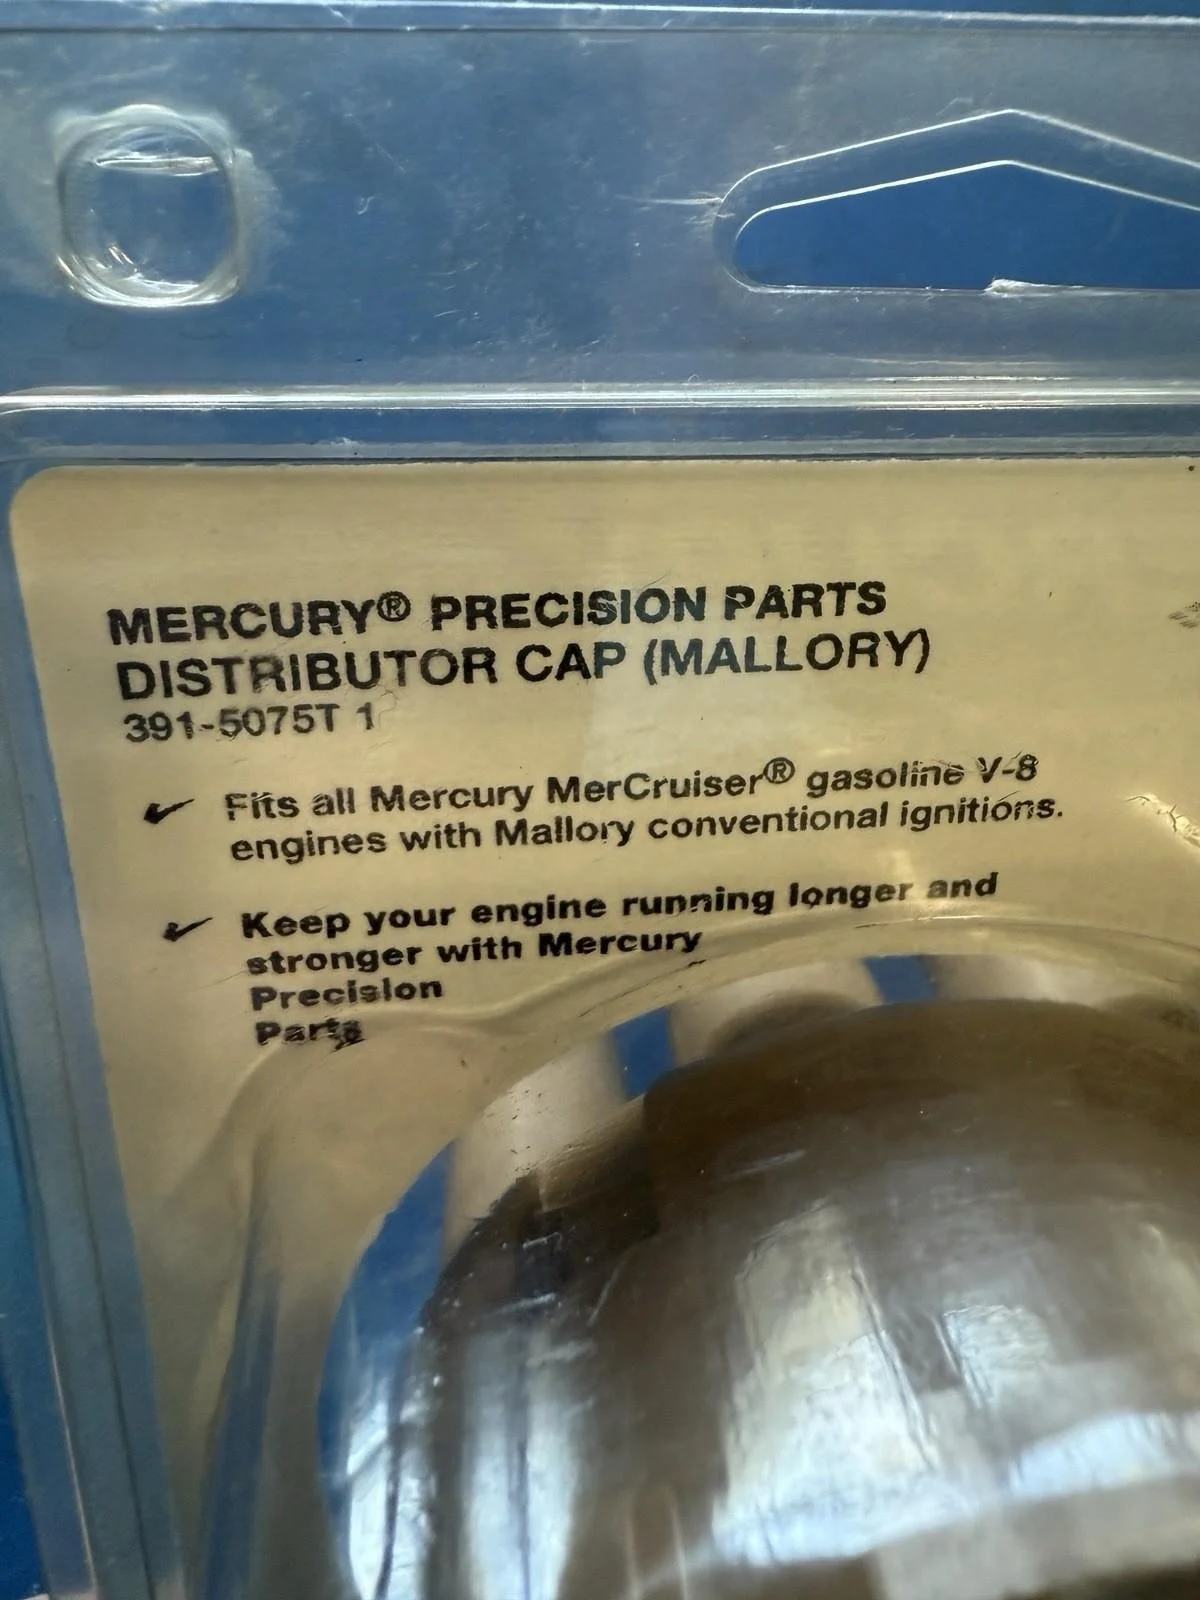 MERCURY® PRECISION PARTS
DISTRIBUTOR CAP (MALLORY)
391-5075T 1
✓ Fits all Mercury MerCruiser® gasoline V-8
engines with Mallory conventional ignitions.
✓ Keep your engine running longer and
stronger with Mercury
Precision
Parts